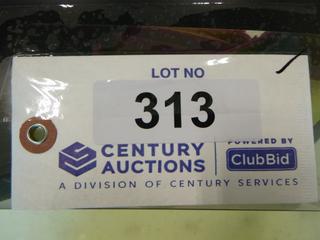 LOT NO
313
CENTURY AUCTIONS
POWERED BY
ClubBid
A DIVISION OF CENTURY SERVICES